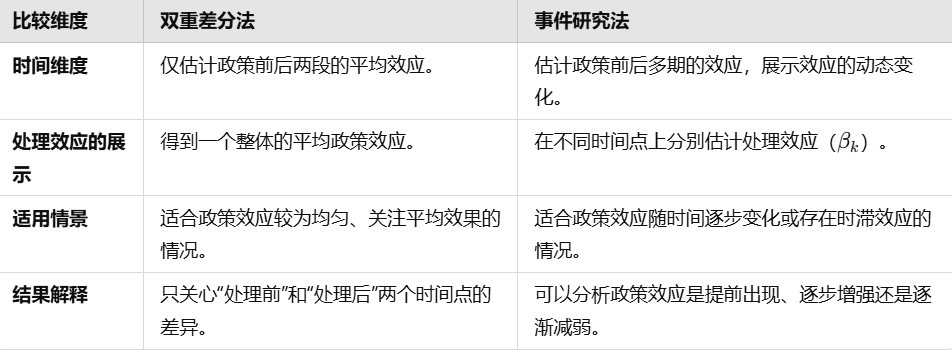 比较维度 双重差分法 事件研究法
时间维度 仅估计政策前后两段的平均效应。 估计政策前后多期的效应，展示效应的动态变
化。
处理效应的展 得到一个整体的平均政策效应。 在不同时间点上分别估计处理效应（βk）。
示
适用情景 适合政策效应较为均匀、关注平均效果的 适合政策效应随时间逐步变化或存在时滞效应的
情况。 情况。
结果解释 只关心“处理前”和“处理后”两个时间点的 可以分析政策效应是提前出现、逐步增强还是逐
差异。 渐减弱。